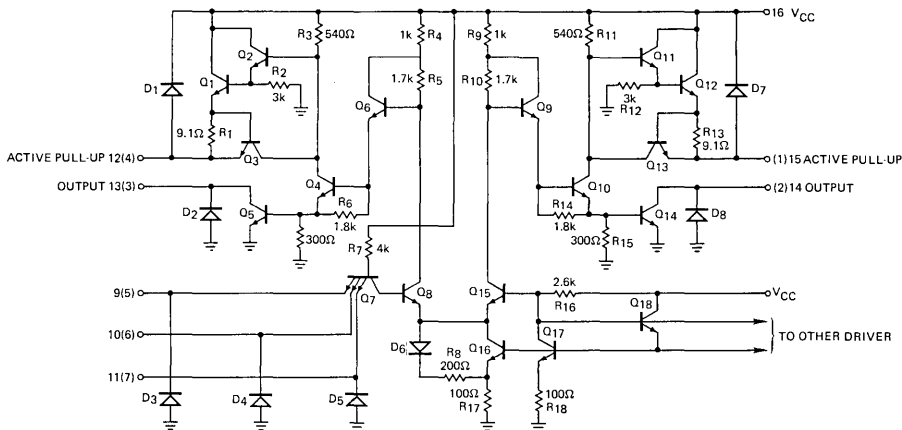 16 VCC
R3 540Ω
1k R4
R9 1k
540Ω R11
Q2
Q11
R2 3k
Q1
1.7k R5
R10 1.7k
Q12
D1
Q6
Q9
3k R12
D7
9.1Ω R1
R13 9.1Ω
ACTIVE PULL-UP 12(4)
Q3
Q13
(1)15 ACTIVE PULL-UP
Q4
Q10
OUTPUT 13(3)
R6 1.8k
R14 1.8k
(2)14 OUTPUT
D2
Q5
300Ω
R7 4k
300Ω R15
Q14
D8
9(5)
Q7
Q8
Q15
2.6k R16
VCC
Q18
10(6)
Q17
TO OTHER DRIVER
D6
R8 200Ω
Q16
11(7)
D3
D4
D5
100Ω R17
100Ω R18